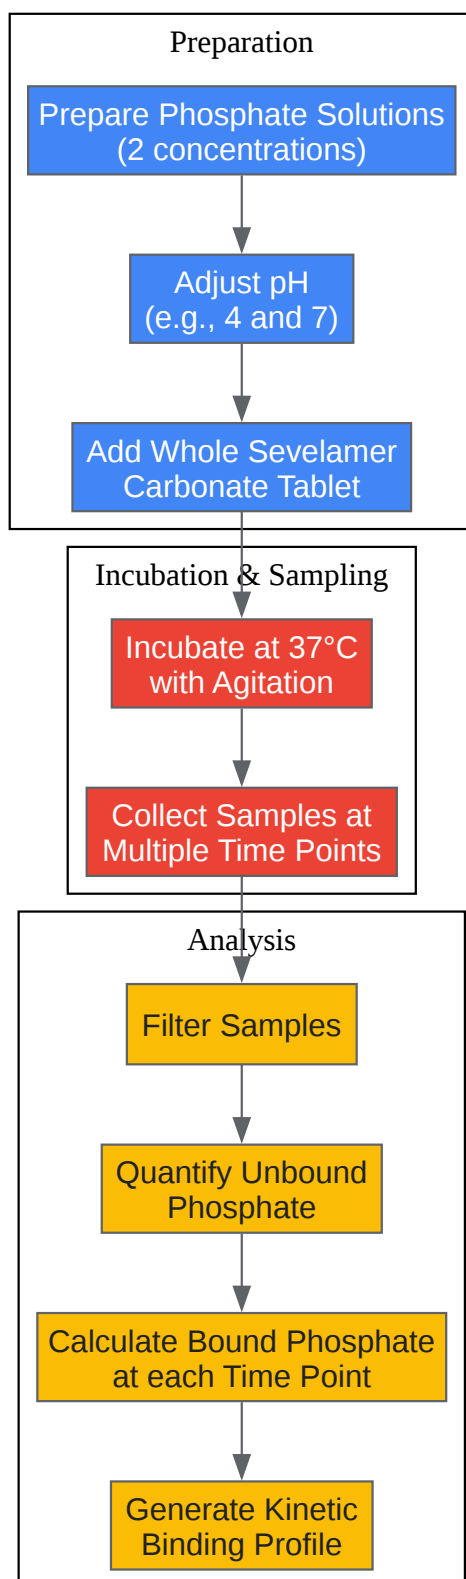 Preparation
Prepare Phosphate Solutions
(2 concentrations)
Adjust pH
(e.g., 4 and 7)
Add Whole Sevelamer
Carbonate Tablet
Incubation & Sampling
Incubate at 37°C
with Agitation
Collect Samples at
Multiple Time Points
Analysis
Filter Samples
Quantify Unbound
Phosphate
Calculate Bound Phosphate
at each Time Point
Generate Kinetic
Binding Profile